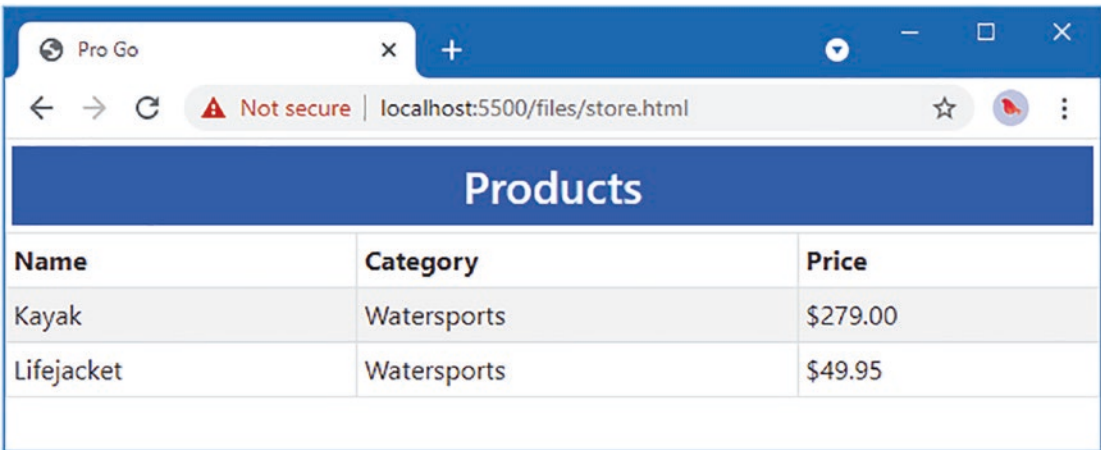 Pro Go
Not secure | localhost:5500/files/store.html
Products
Name Category Price
Kayak Watersports $279.00
Lifejacket Watersports $49.95